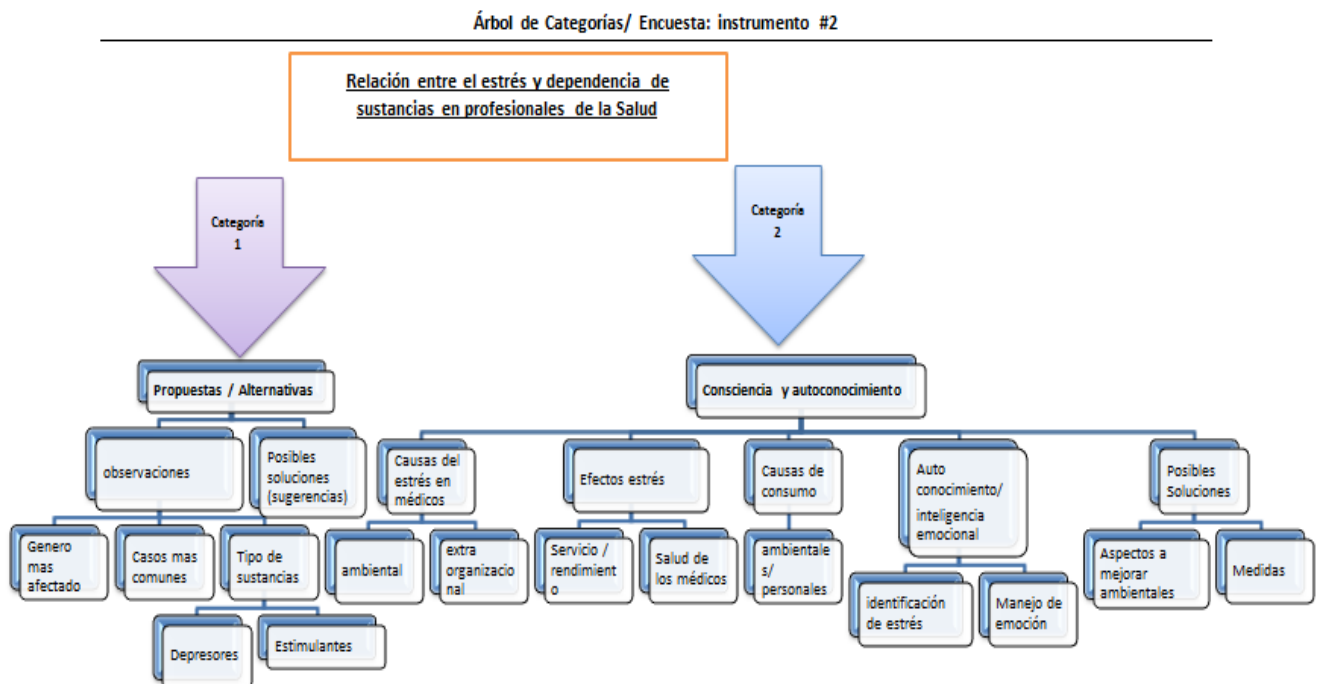 Árbol de Categorías/ Encuesta: instrumento #2
Relación entre el estrés y dependencia de
sustancias en profesionales de la Salud
Categoría
1
Categoría
2
Propuestas / Alternativas
observaciones
Posibles
soluciones
(sugerencias)
Genero
mas
afectado
Casos mas
comunes
Tipo de
sustancias
Depresores
Estimulantes
Consciencia y autoconocimiento
Causas del
estrés en
médicos
ambiental
extra
organizacio
nal
Efectos estrés
Servicio /
rendimient
o
Salud de
los médicos
Causas de
consumo
ambientale
s/
personales
Auto
conocimiento/
inteligencia
emocional
identificación
de estrés
Manejo de
emoción
Posibles
Soluciones
Aspectos a
mejorar
ambientales
Medidas